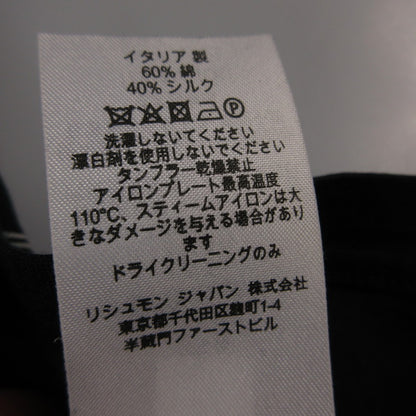 イタリア 製
60% 綿
40% シルク
P
洗濯しないでください
漂白剤を使用しないでください
タンブラー乾燥禁止
アイロンプレート最高温度
110°C、スティームアイロンは大
きなダメージを与える場合があり
ます
ドライクリーニングのみ
リシュモン ジャパン 株式会社
東京都千代田区麹町1-4
半蔵門ファーストビル